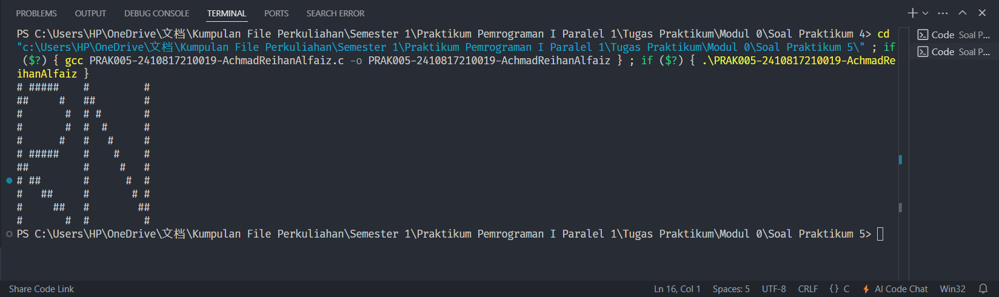 PROBLEMS OUTPUT DEBUG CONSOLE TERMINAL PORTS SEARCH ERROR
PS C:\Users\HP\OneDrive\文档\Kumpulan File Perkuliahan\Semester 1\Praktikum Pemrograman I Paralel 1\Tugas Praktikum\Modul 0\Soal Praktikum 4> cd
"c:\Users\HP\OneDrive\文档\Kumpulan File Perkuliahan\Semester 1\Praktikum Pemrograman I Paralel 1\Tugas Praktikum\Modul 0\Soal Praktikum 5\" ; if
 ($?) { gcc PRAK005-2410817210019-AchmadReihanAlfaiz.c -o PRAK005-2410817210019-AchmadReihanAlfaiz } ; if ($?) { .\PRAK005-2410817210019-AchmadRe
ihanAlfaiz }
# #####    #         #
##     #   ##        #
#       #  # #       #
#       #  #  #      #
#      #   #   #     #
# #####    #    #    #
##         #     #   #
# ##       #      #  #
#   ##     #       # #
#     ##   #        ##
#       #  #         #
PS C:\Users\HP\OneDrive\文档\Kumpulan File Perkuliahan\Semester 1\Praktikum Pemrograman I Paralel 1\Tugas Praktikum\Modul 0\Soal Praktikum 5>
Code Soal P...
Code Soal P...
Share Code Link Ln 16, Col 1 Spaces: 5 UTF-8 CRLF {} C AI Code Chat Win32